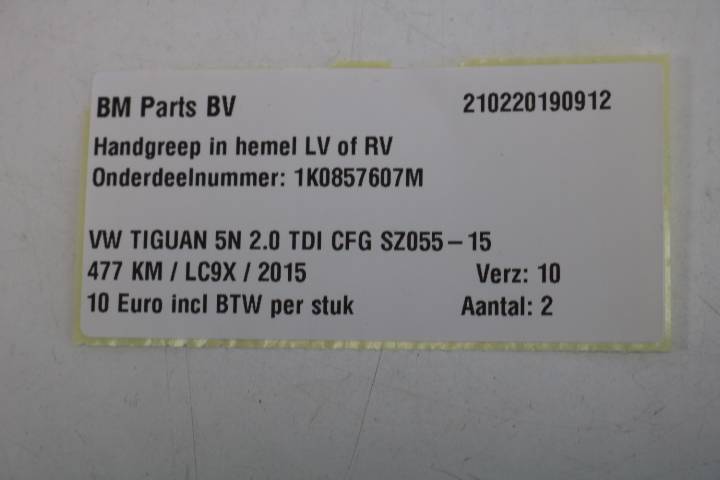 BM Parts BV 210220190912
Handgreep in hemel LV of RV
Onderdeelnummer: 1K0857607M
VW TIGUAN 5N 2.0 TDI CFG SZ055-15
477 KM / LC9X / 2015 Verz: 10
10 Euro incl BTW per stuk Aantal: 2